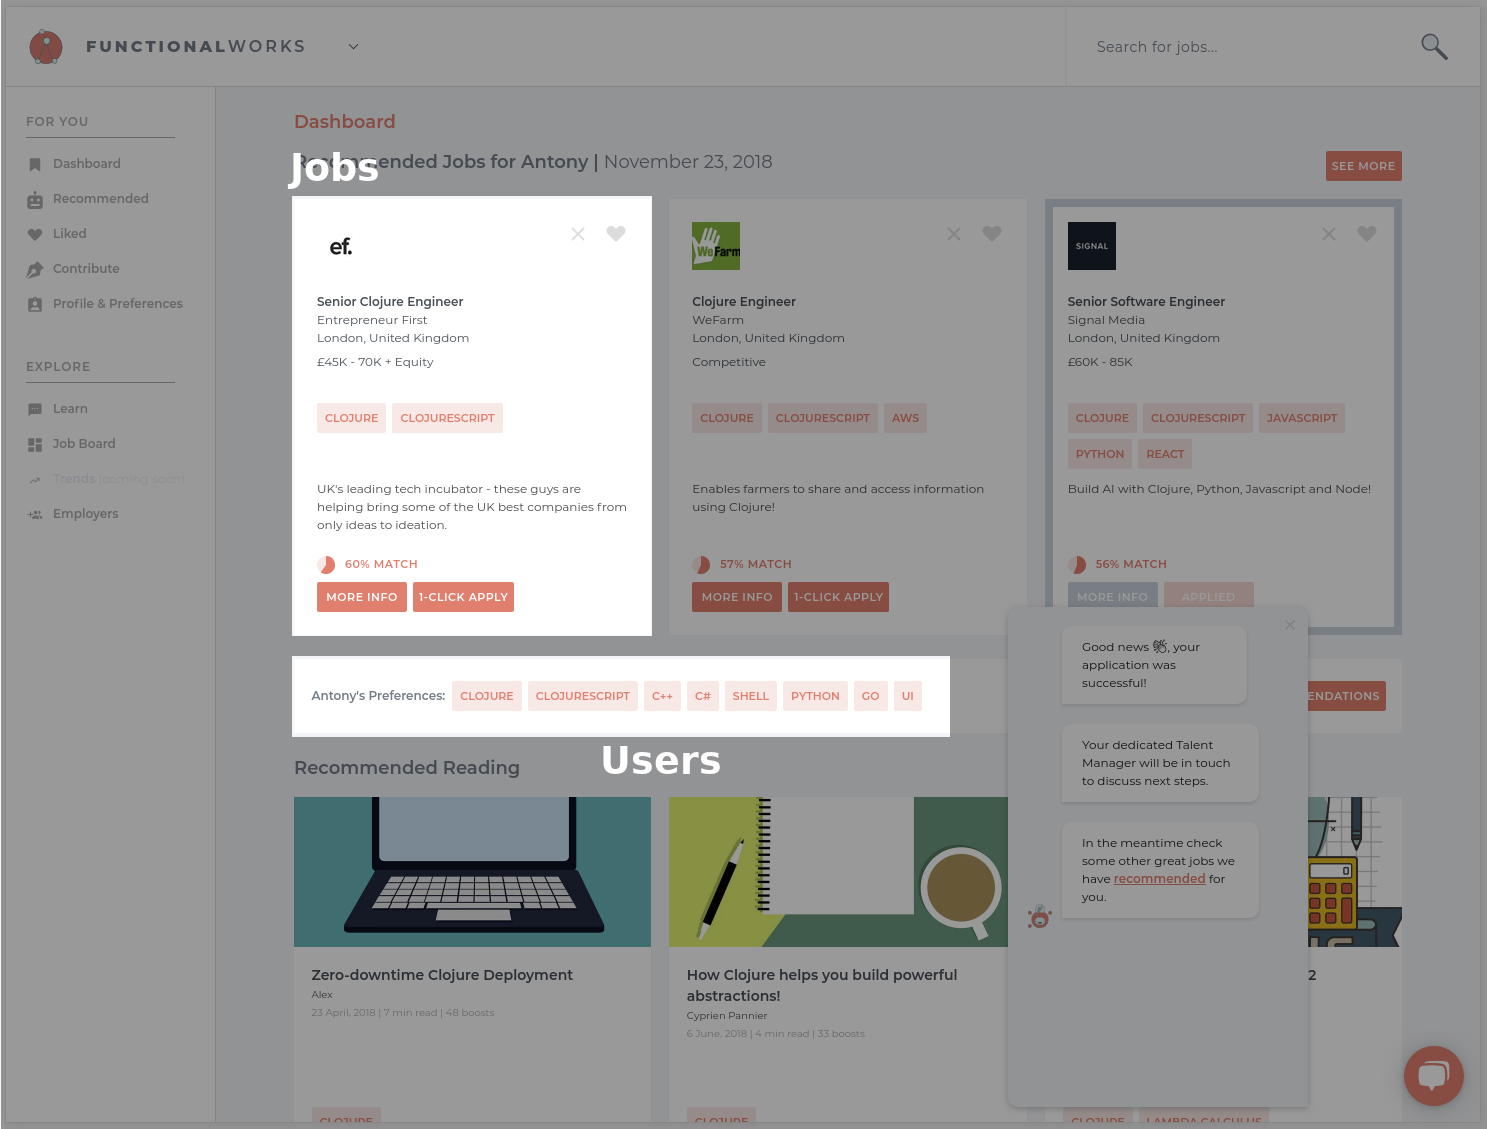 FUNCTIONALWORKS
Search for jobs...
FOR YOU
Dashboard
Recommended
Liked
Contribute
Profile & Preferences
EXPLORE
Learn
Job Board
Trends (coming soon)
Employers
Dashboard
Jobs
Recommended Jobs for Antony | November 23, 2018
SEE MORE
ef.
Senior Clojure Engineer
Entrepreneur First
London, United Kingdom
£45K - 70K + Equity
CLOJURE CLOJURESCRIPT
UK's leading tech incubator - these guys are
helping bring some of the UK best companies from
only ideas to ideation.
60% MATCH
MORE INFO 1-CLICK APPLY
WeFarm
Clojure Engineer
WeFarm
London, United Kingdom
Competitive
CLOJURE CLOJURESCRIPT AWS
Enables farmers to share and access information
using Clojure!
57% MATCH
MORE INFO 1-CLICK APPLY
SIGNAL
Senior Software Engineer
Signal Media
London, United Kingdom
£60K - 85K
CLOJURE CLOJURESCRIPT JAVASCRIPT
PYTHON REACT
Build AI with Clojure, Python, Javascript and Node!
56% MATCH
MORE INFO APPLIED
Antony's Preferences: CLOJURE CLOJURESCRIPT C++ C# SHELL PYTHON GO UI
ENDATIONS
Users
Recommended Reading
Zero-downtime Clojure Deployment
Alex
23 April, 2018 | 7 min read | 48 boosts
CLOJURE
How Clojure helps you build powerful
abstractions!
Cyprien Pannier
6 June, 2018 | 4 min read | 33 boosts
CLOJURE
2
CLOJURE LAMBDA CALCULUS
Good news 🎉, your
application was
successful!
Your dedicated Talent
Manager will be in touch
to discuss next steps.
In the meantime check
some other great jobs we
have recommended for
you.